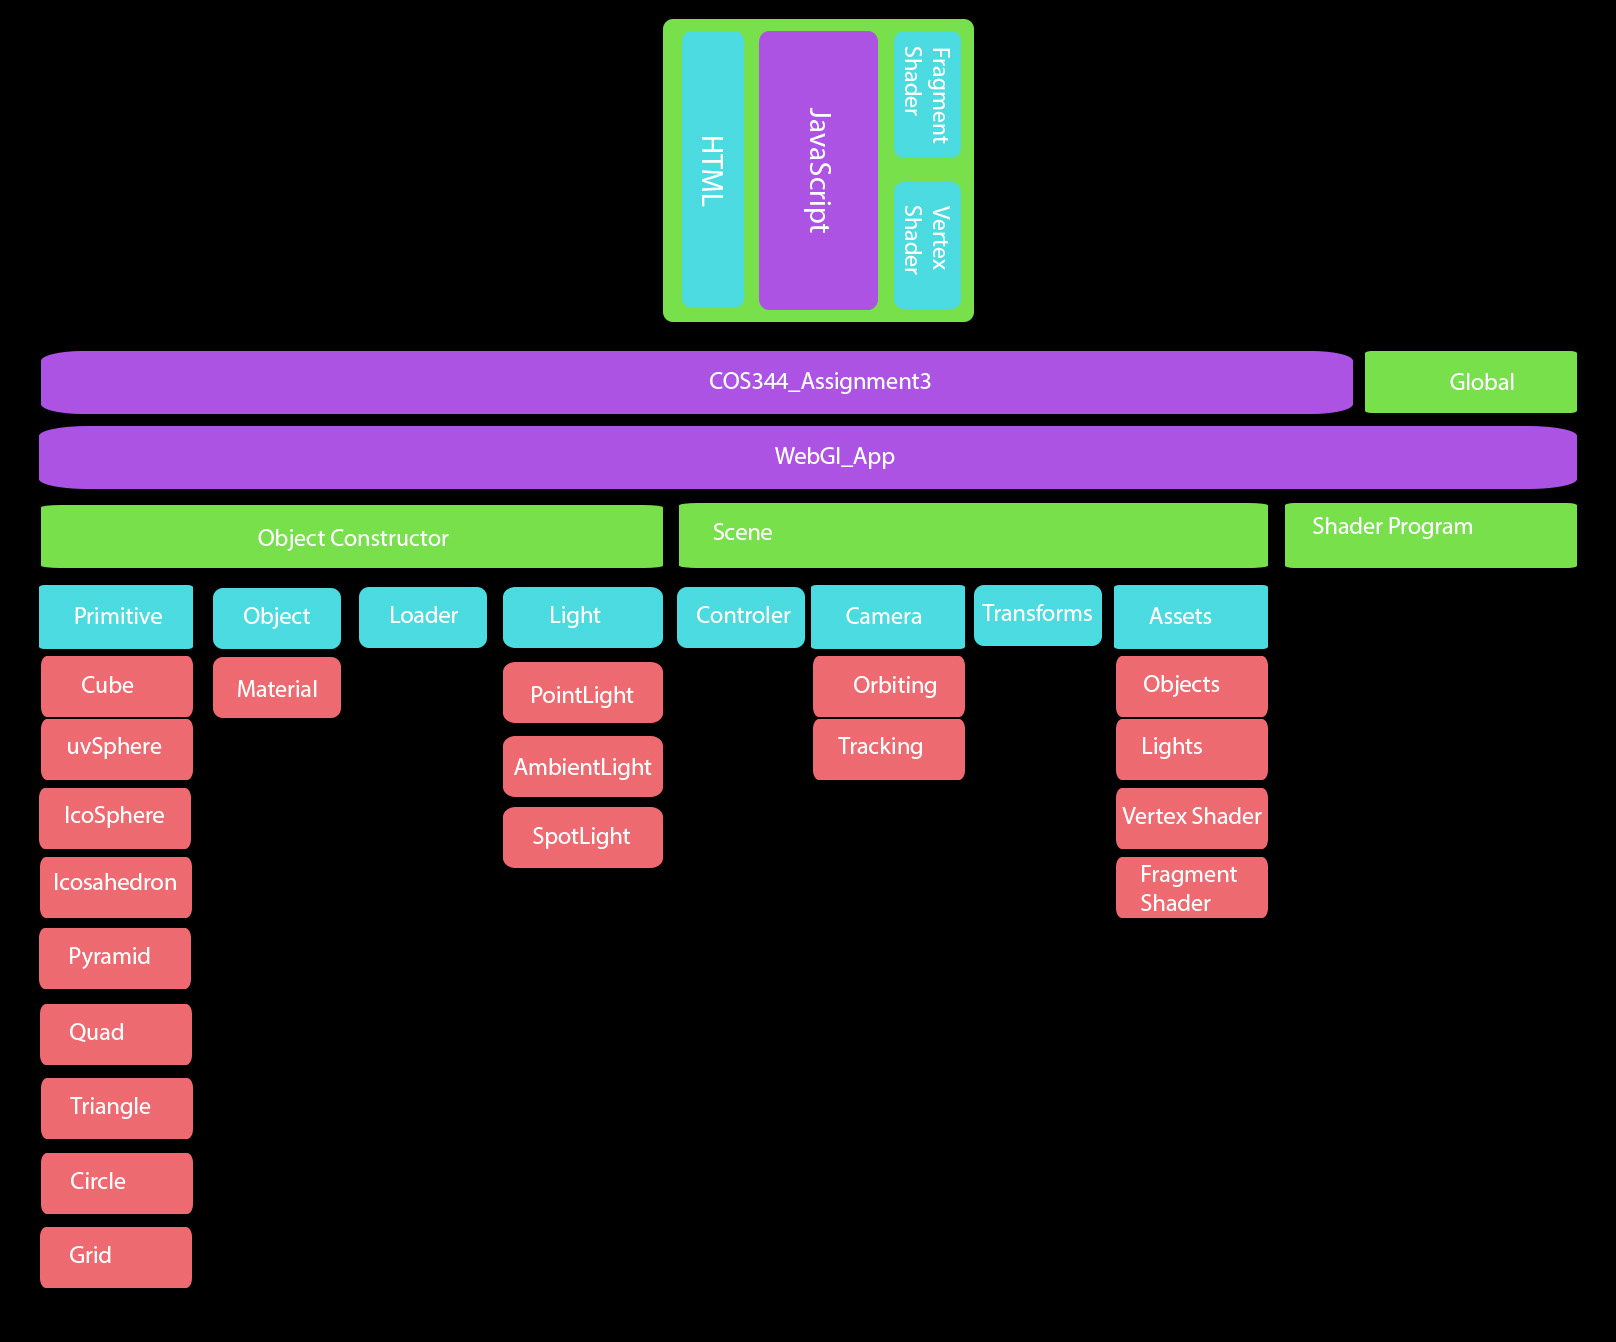 HTML
JavaScript
Fragment
Shader
Vertex
Shader
COS344_Assignment3
Global
WebGl_App
Object Constructor
Scene
Shader Program
Primitive
Object
Loader
Light
Controler
Camera
Transforms
Assets
Cube
Material
PointLight
Orbiting
Objects
uvSphere
AmbientLight
Tracking
Lights
IcoSphere
SpotLight
Vertex Shader
Icosahedron
Fragment
Shader
Pyramid
Quad
Triangle
Circle
Grid